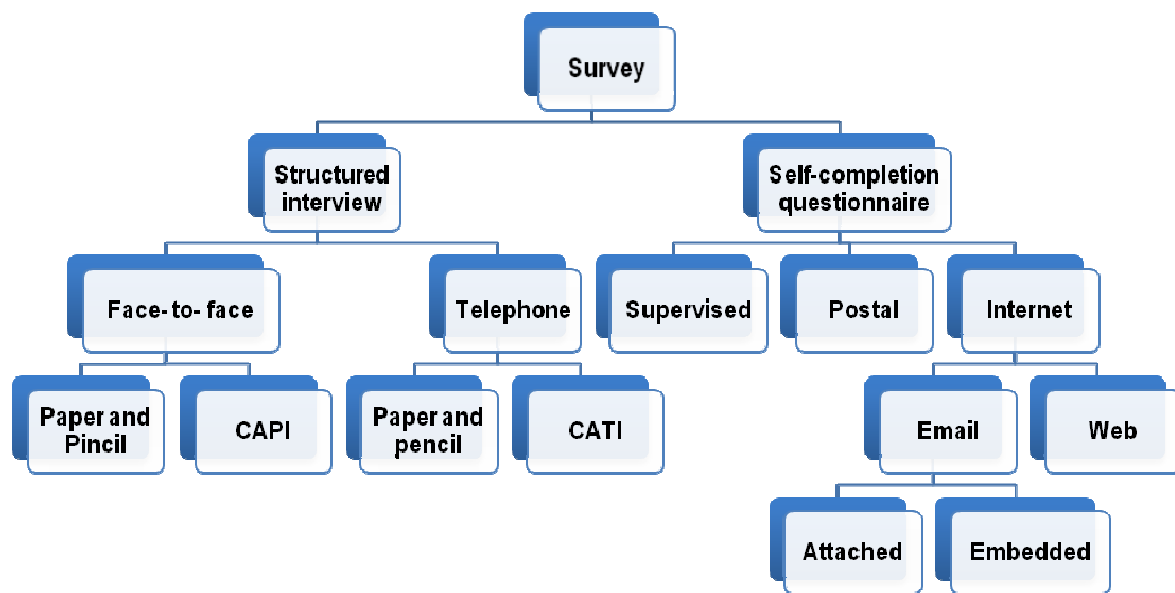 Survey
Structured
interview
Self-completion
questionnaire
Face-to- face
Telephone
Supervised
Postal
Internet
Paper and
Pincil
CAPI
Paper and
pencil
CATI
Email
Web
Attached
Embedded